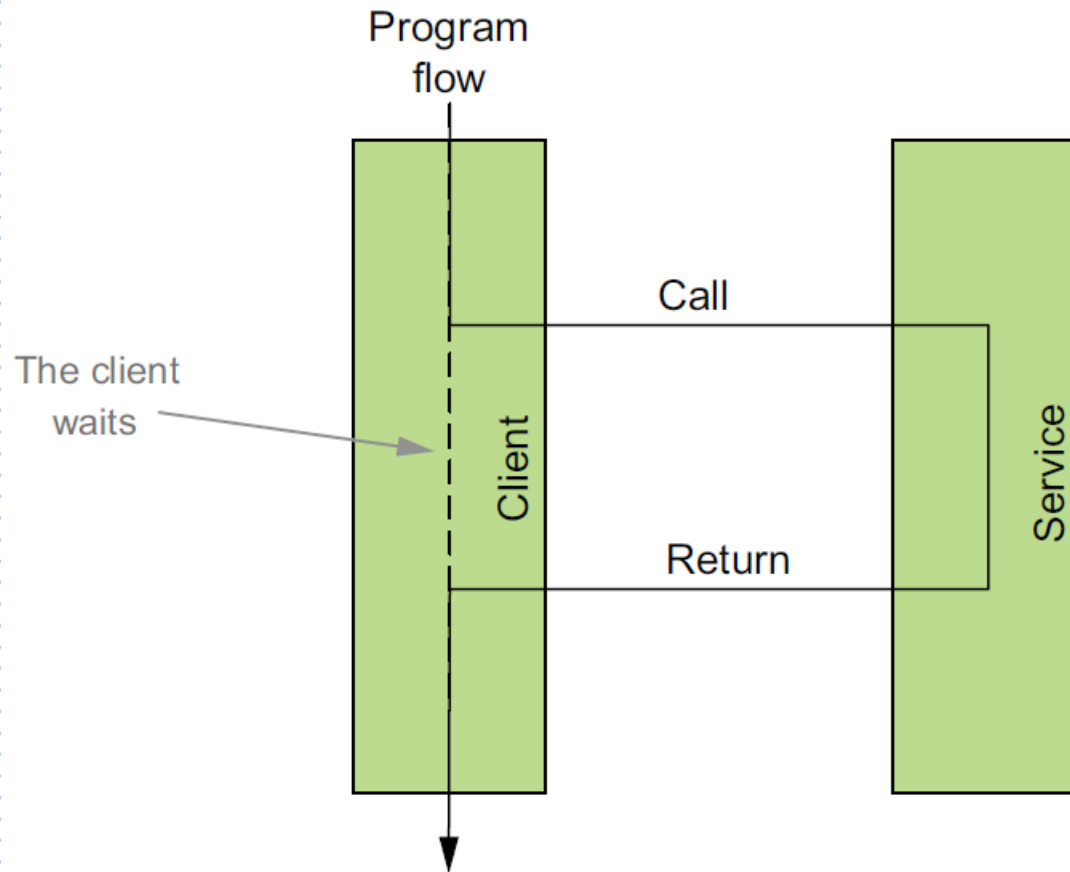 Program
flow
Call
The client
waits
Client
Service
Return